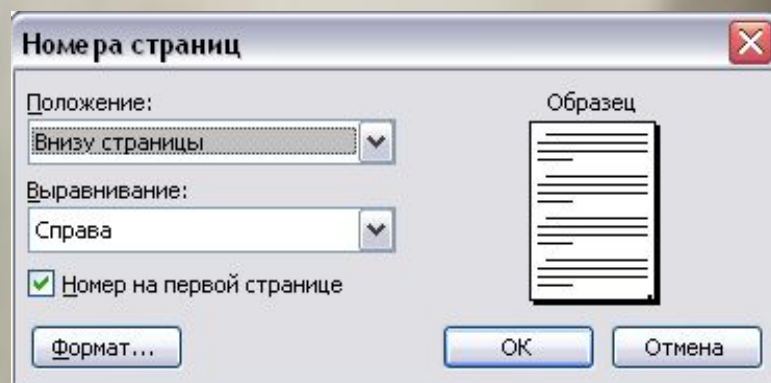 Номера страниц
Положение:
Образец
Внизу страницы
Выравнивание:
Справа
Номер на первой странице
Формат...
ОК
Отмена